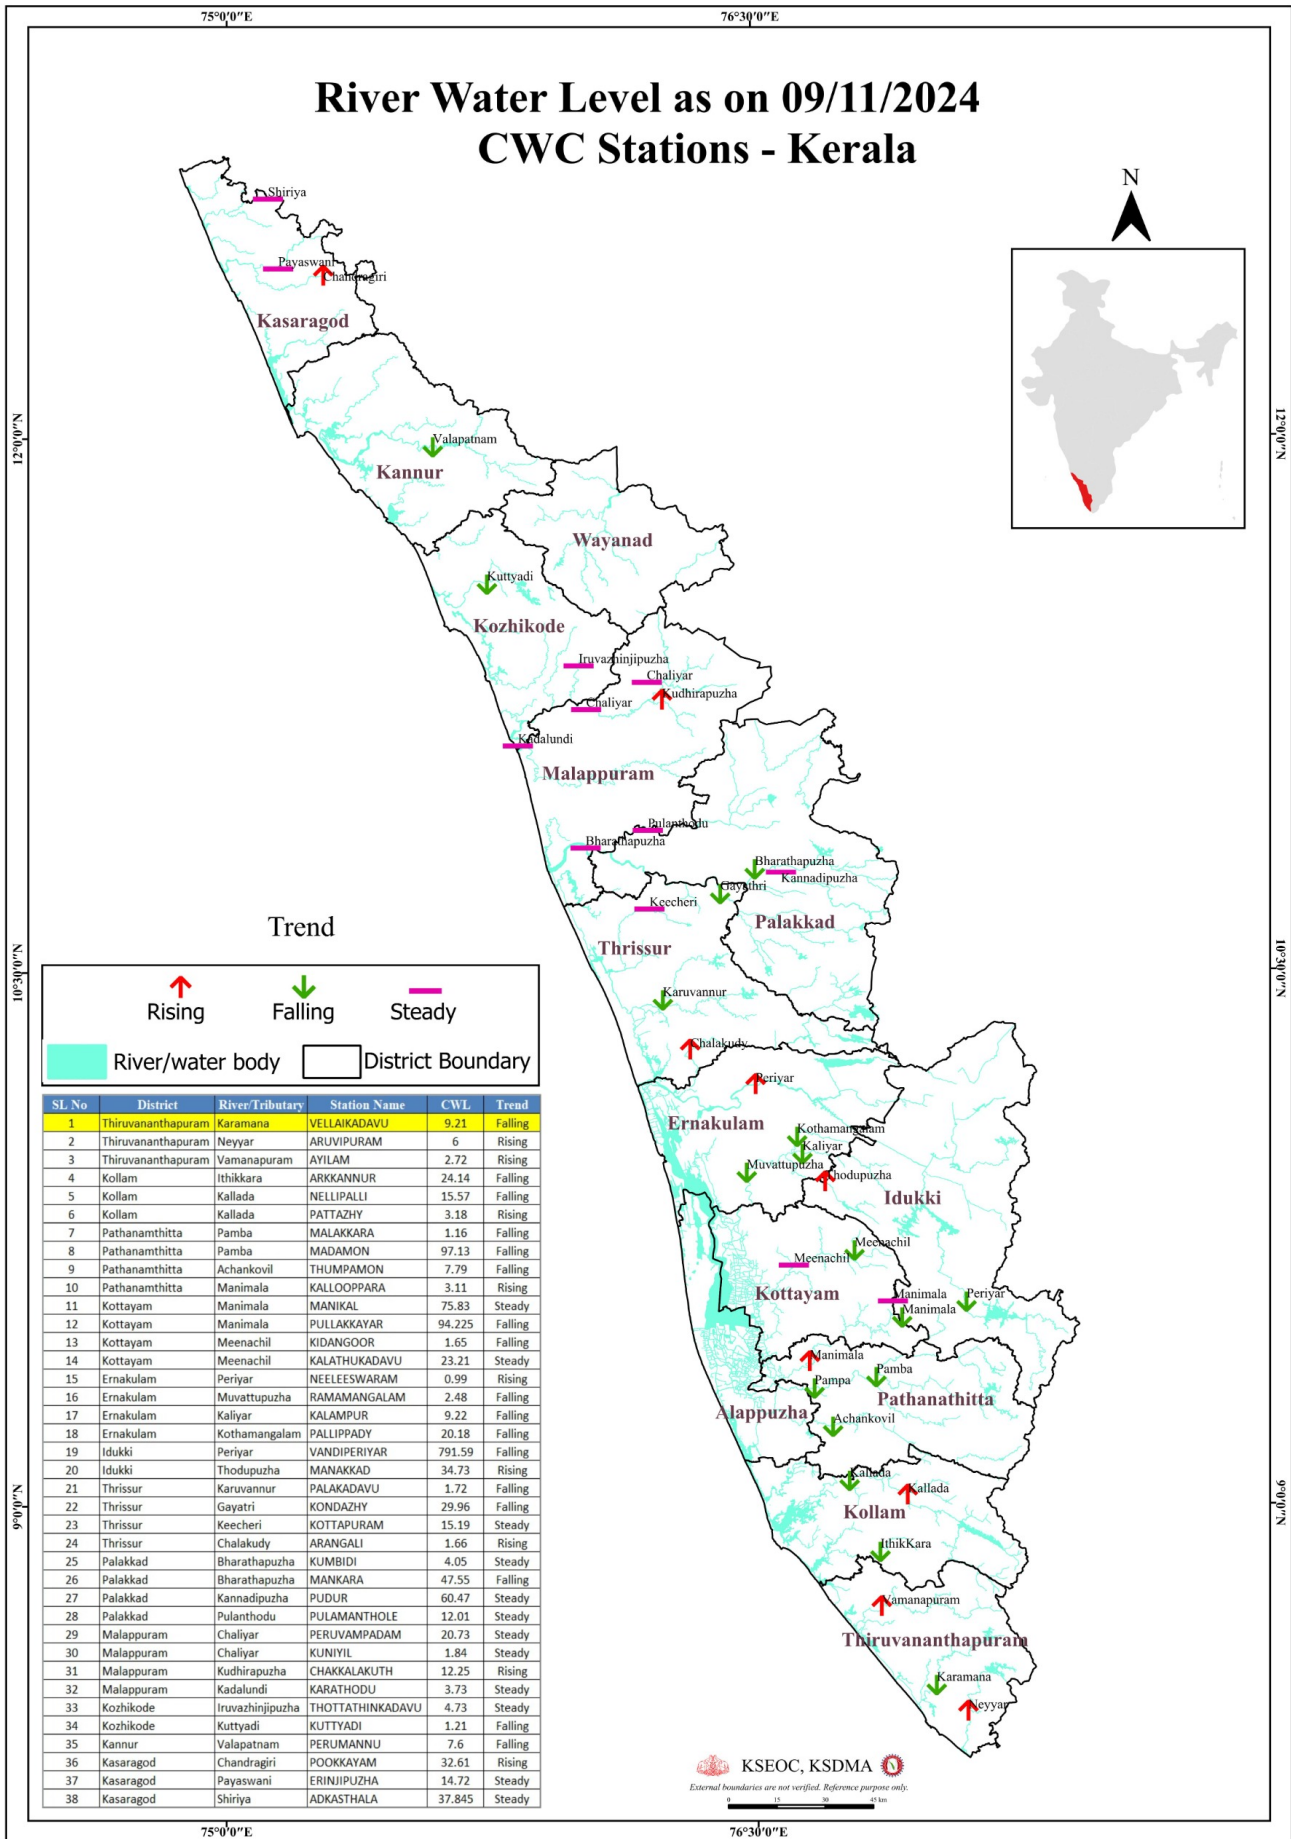 75°0'0"E 76°30'0"E
River Water Level as on 09/11/2024
CWC Stations - Kerala
N
Shiriya
Payaswani
Chandragiri
Kasaragod
12°0'0"N 12°0'0"N
Valapatnam
Kannur
Wayanad
Kuttyadi
Kozhikode
Iruvazhinjipuzha
Chaliyar
Kudhirapuzha
Chaliyar
Kadalundi
Malappuram
Pulanthodu
Bharathapuzha
Bharathapuzha
Kannadipuzha
Gayathri
Keecheri
Palakkad
Thrissur
10°30'0"N 10°30'0"N
Karuvannur
Chalakudy
Periyar
Ernakulam
Kothamangalam
Kaliyar
Muvattupuzha
Thodupuzha
Idukki
Meenachil
Meenachil
Kottayam
Manimala
Periyar
Manimala
Manimala
Pamba
Pampa
Pathanathitta
Alappuzha
Achankovil
Kallada
Kallada
9°0'0"N 9°0'0"N
Kollam
IthikKara
Vamanapuram
Thiruvananthapuram
Karamana
Neyyar
Trend
Rising Falling Steady
River/water body District Boundary
SL No District River/Tributary Station Name CWL Trend
1 Thiruvananthapuram Karamana VELLAIKADAVU 9.21 Falling
2 Thiruvananthapuram Neyyar ARUVIPURAM 6 Rising
3 Thiruvananthapuram Vamanapuram AYILAM 2.72 Rising
4 Kollam Ithikkara ARKKANNUR 24.14 Falling
5 Kollam Kallada NELLIPALLI 15.57 Falling
6 Kollam Kallada PATTAZHY 3.18 Rising
7 Pathanamthitta Pamba MALAKKARA 1.16 Falling
8 Pathanamthitta Pamba MADAMON 97.13 Falling
9 Pathanamthitta Achankovil THUMPAMON 7.79 Falling
10 Pathanamthitta Manimala KALLOOPPARA 3.11 Rising
11 Kottayam Manimala MANIKAL 75.83 Steady
12 Kottayam Manimala PULLAKKAYAR 94.225 Falling
13 Kottayam Meenachil KIDANGOOR 1.65 Falling
14 Kottayam Meenachil KALATHUKADAVU 23.21 Steady
15 Ernakulam Periyar NEELEESWARAM 0.99 Rising
16 Ernakulam Muvattupuzha RAMAMANGALAM 2.48 Falling
17 Ernakulam Kaliyar KALAMPUR 9.22 Falling
18 Ernakulam Kothamangalam PALLIPPADY 20.18 Falling
19 Idukki Periyar VANDIPERIYAR 791.59 Falling
20 Idukki Thodupuzha MANAKKAD 34.73 Rising
21 Thrissur Karuvannur PALAKADAVU 1.72 Falling
22 Thrissur Gayatri KONDAZHY 29.96 Falling
23 Thrissur Keecheri KOTTAPURAM 15.19 Steady
24 Thrissur Chalakudy ARANGALI 1.66 Rising
25 Palakkad Bharathapuzha KUMBIDI 4.05 Steady
26 Palakkad Bharathapuzha MANKARA 47.55 Falling
27 Palakkad Kannadipuzha PUDUR 60.47 Steady
28 Palakkad Pulanthodu PULAMANTHOLE 12.01 Steady
29 Malappuram Chaliyar PERUVAMPADAM 20.73 Steady
30 Malappuram Chaliyar KUNIYIL 1.84 Steady
31 Malappuram Kudhirapuzha CHAKKALAKUTH 12.25 Rising
32 Malappuram Kadalundi KARATHODU 3.73 Steady
33 Kozhikode Iruvazhinjipuzha THOTTATHINKADAVU 4.73 Steady
34 Kozhikode Kuttyadi KUTTYADI 1.21 Falling
35 Kannur Valapatnam PERUMANNU 7.6 Falling
36 Kasaragod Chandragiri POOKKAYAM 32.61 Rising
37 Kasaragod Payaswani ERINJIPUZHA 14.72 Steady
38 Kasaragod Shiriya ADKASTHALA 37.845 Steady
KSEOC, KSDMA
External boundaries are not verified. Reference purpose only.
0 15 30 45 km
75°0'0"E 76°30'0"E